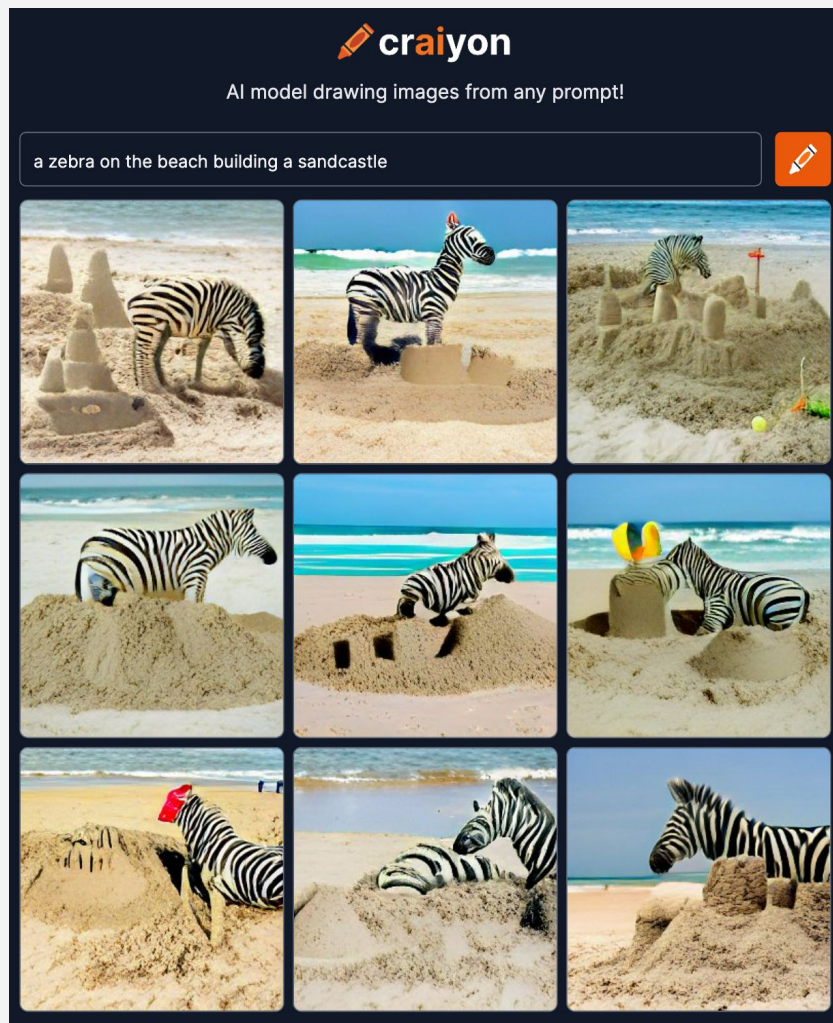 craiyon
AI model drawing images from any prompt!
a zebra on the beach building a sandcastle